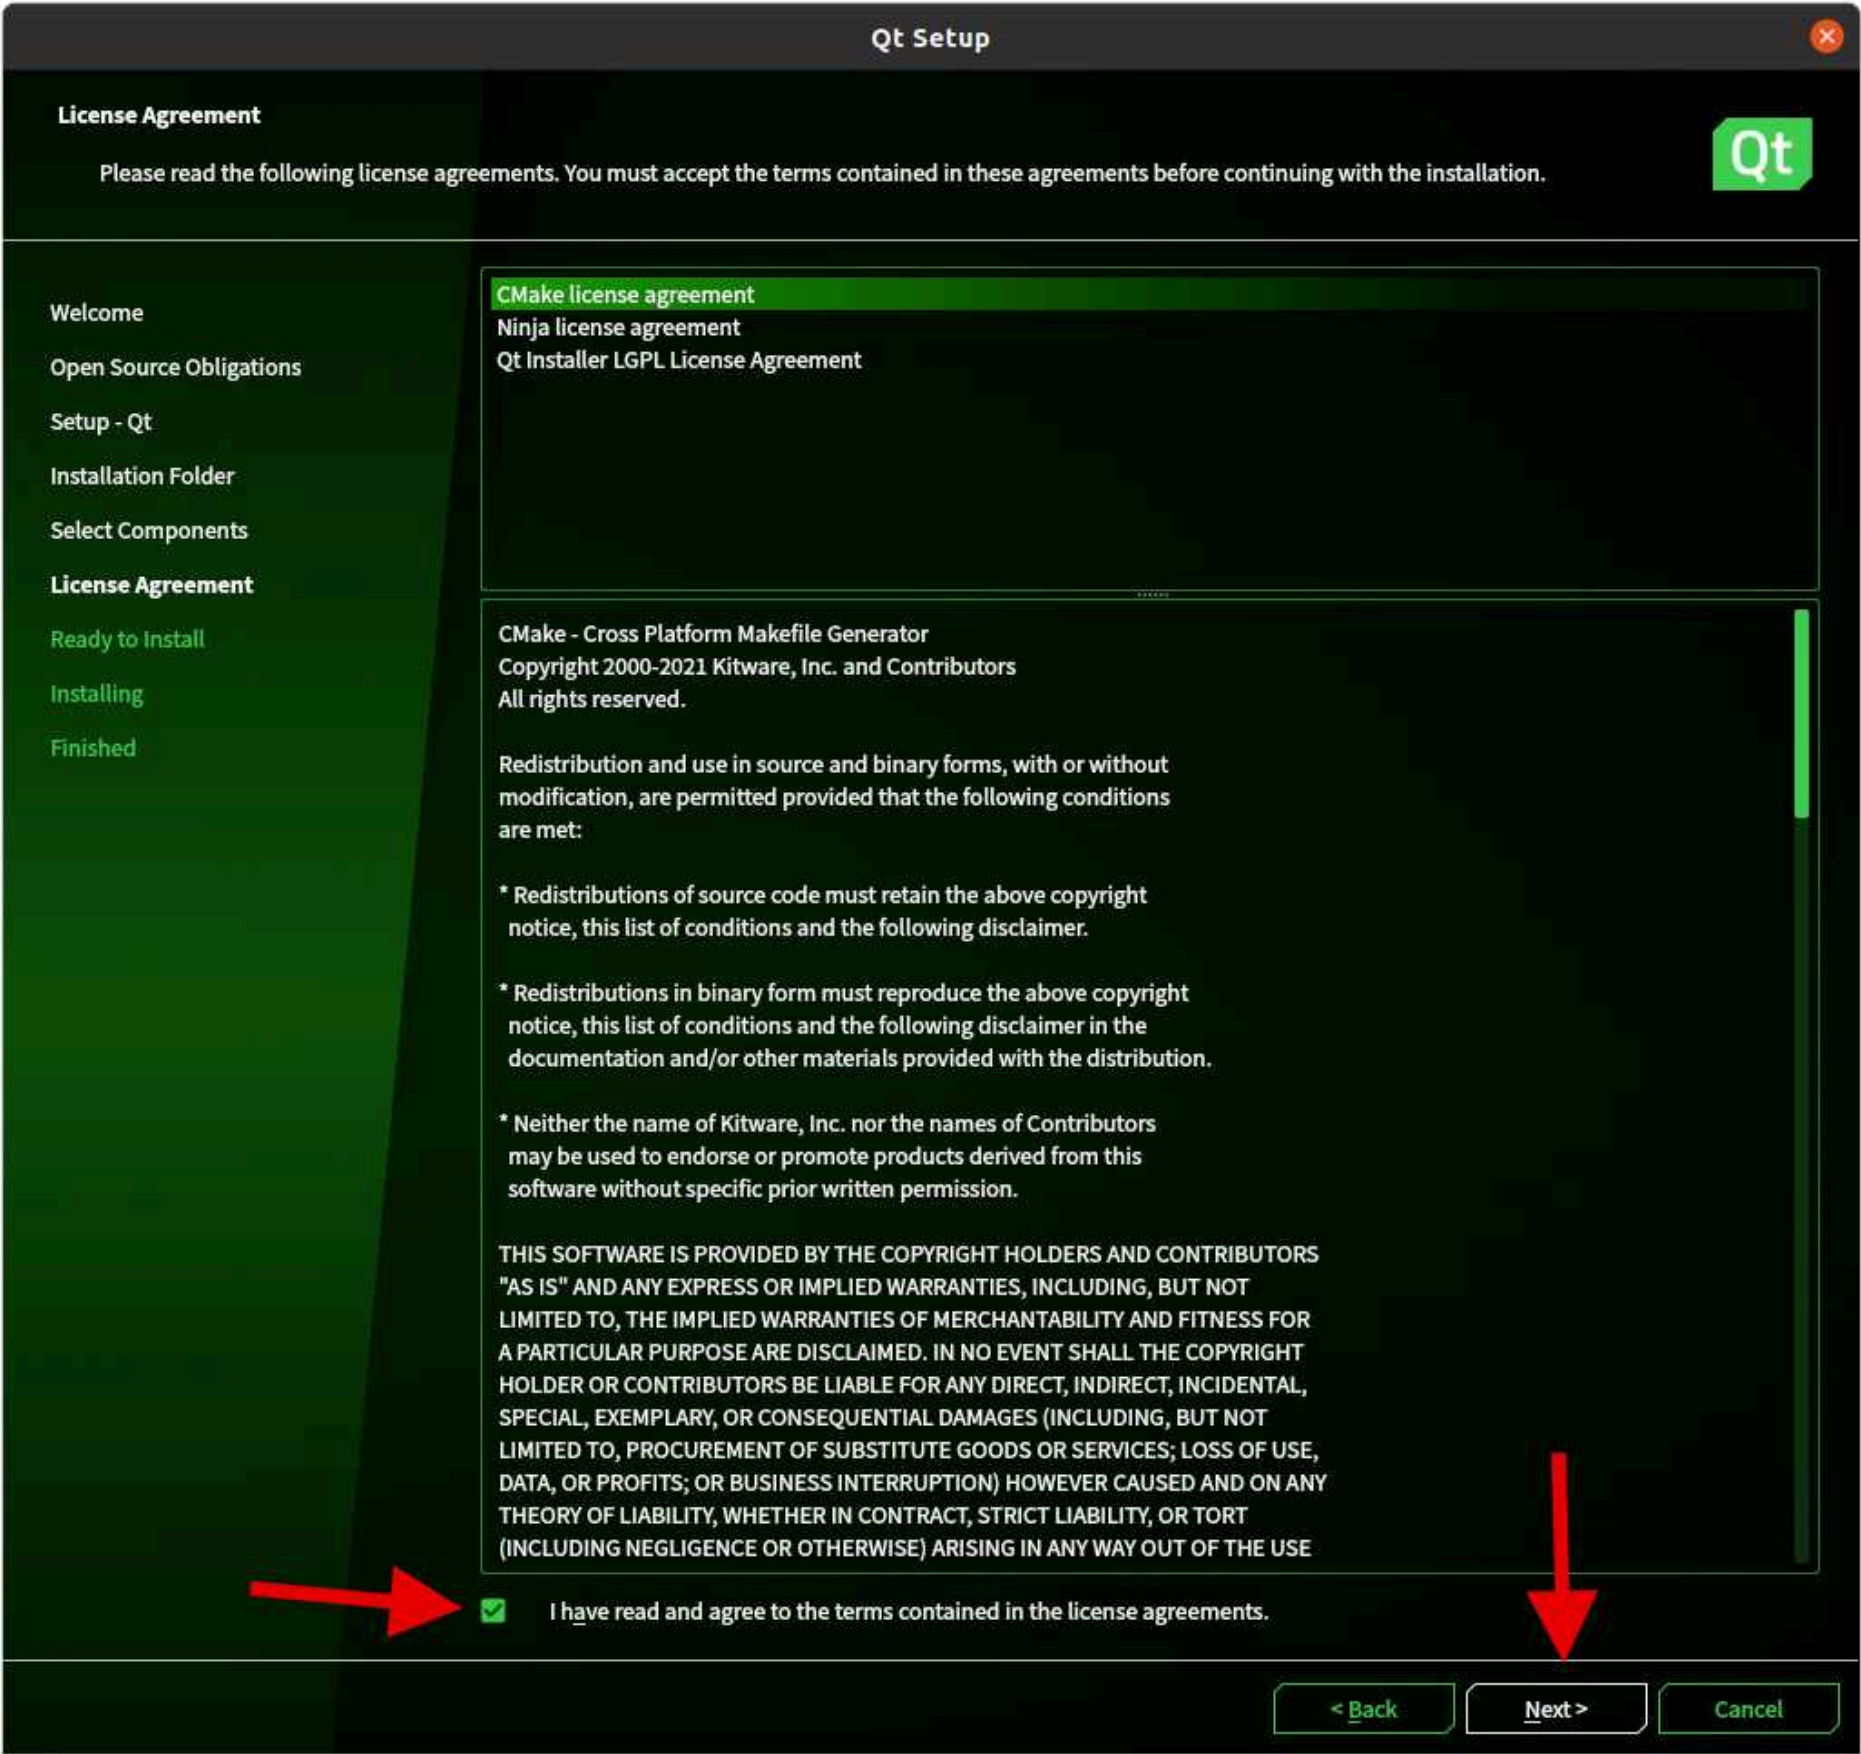 Qt Setup
License Agreement
Please read the following license agreements. You must accept the terms contained in these agreements before continuing with the installation.
Qt
Welcome
Open Source Obligations
Setup - Qt
Installation Folder
Select Components
License Agreement
Ready to Install
Installing
Finished
CMake license agreement
Ninja license agreement
Qt Installer LGPL License Agreement
CMake - Cross Platform Makefile Generator
Copyright 2000-2021 Kitware, Inc. and Contributors
All rights reserved.
Redistribution and use in source and binary forms, with or without
modification, are permitted provided that the following conditions
are met:
* Redistributions of source code must retain the above copyright
notice, this list of conditions and the following disclaimer.
* Redistributions in binary form must reproduce the above copyright
notice, this list of conditions and the following disclaimer in the
documentation and/or other materials provided with the distribution.
* Neither the name of Kitware, Inc. nor the names of Contributors
may be used to endorse or promote products derived from this
software without specific prior written permission.
THIS SOFTWARE IS PROVIDED BY THE COPYRIGHT HOLDERS AND CONTRIBUTORS
"AS IS" AND ANY EXPRESS OR IMPLIED WARRANTIES, INCLUDING, BUT NOT
LIMITED TO, THE IMPLIED WARRANTIES OF MERCHANTABILITY AND FITNESS FOR
A PARTICULAR PURPOSE ARE DISCLAIMED. IN NO EVENT SHALL THE COPYRIGHT
HOLDER OR CONTRIBUTORS BE LIABLE FOR ANY DIRECT, INDIRECT, INCIDENTAL,
SPECIAL, EXEMPLARY, OR CONSEQUENTIAL DAMAGES (INCLUDING, BUT NOT
LIMITED TO, PROCUREMENT OF SUBSTITUTE GOODS OR SERVICES; LOSS OF USE,
DATA, OR PROFITS; OR BUSINESS INTERRUPTION) HOWEVER CAUSED AND ON ANY
THEORY OF LIABILITY, WHETHER IN CONTRACT, STRICT LIABILITY, OR TORT
(INCLUDING NEGLIGENCE OR OTHERWISE) ARISING IN ANY WAY OUT OF THE USE
I have read and agree to the terms contained in the license agreements.
< Back
Next >
Cancel